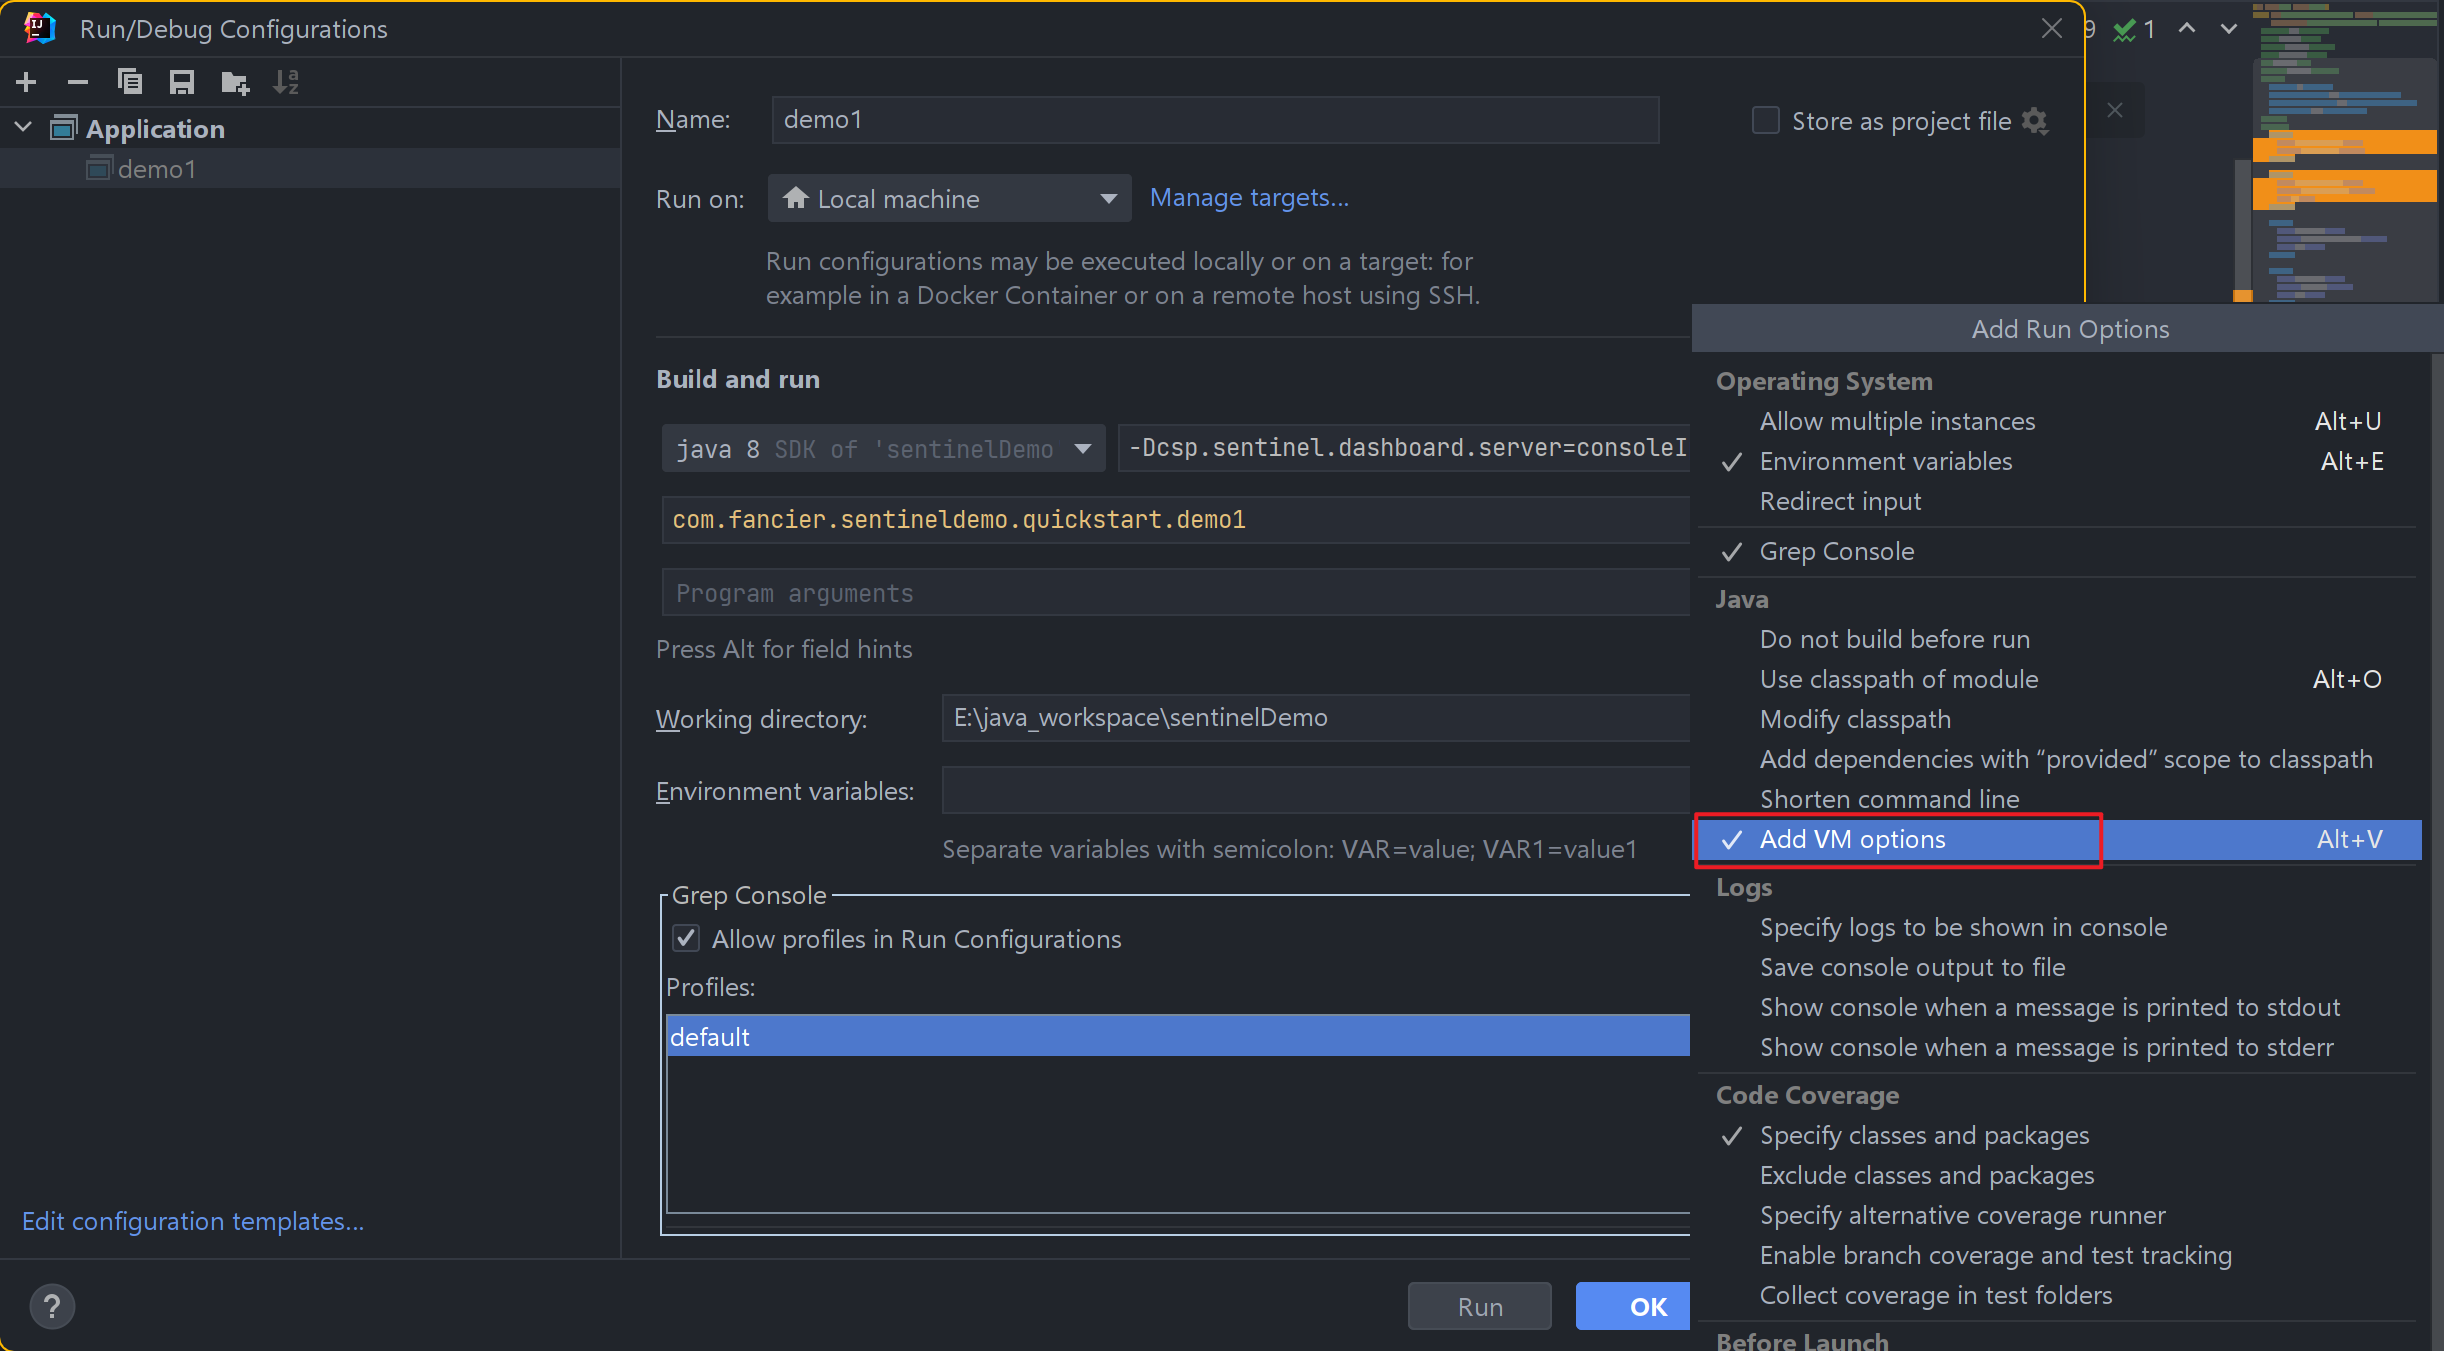 Run/Debug Configurations
9 1
Application
demo1
Edit configuration templates...
?
Name: demo1
Store as project file
Run on: Local machine Manage targets...
Run configurations may be executed locally or on a target: for
example in a Docker Container or on a remote host using SSH.
Build and run
java 8 SDK of 'sentinelDemo -Dcsp.sentinel.dashboard.server=consoleI
com.fancier.sentineldemo.quickstart.demo1
Program arguments
Press Alt for field hints
Working directory: E:\java_workspace\sentinelDemo
Environment variables:
Separate variables with semicolon: VAR=value; VAR1=value1
Grep Console
Allow profiles in Run Configurations
Profiles:
default
Run OK
Add Run Options
Operating System
Allow multiple instances Alt+U
Environment variables Alt+E
Redirect input
Grep Console
Java
Do not build before run
Use classpath of module Alt+O
Modify classpath
Add dependencies with “provided” scope to classpath
Shorten command line
Add VM options Alt+V
Logs
Specify logs to be shown in console
Save console output to file
Show console when a message is printed to stdout
Show console when a message is printed to stderr
Code Coverage
Specify classes and packages
Exclude classes and packages
Specify alternative coverage runner
Enable branch coverage and test tracking
Collect coverage in test folders
Before Launch